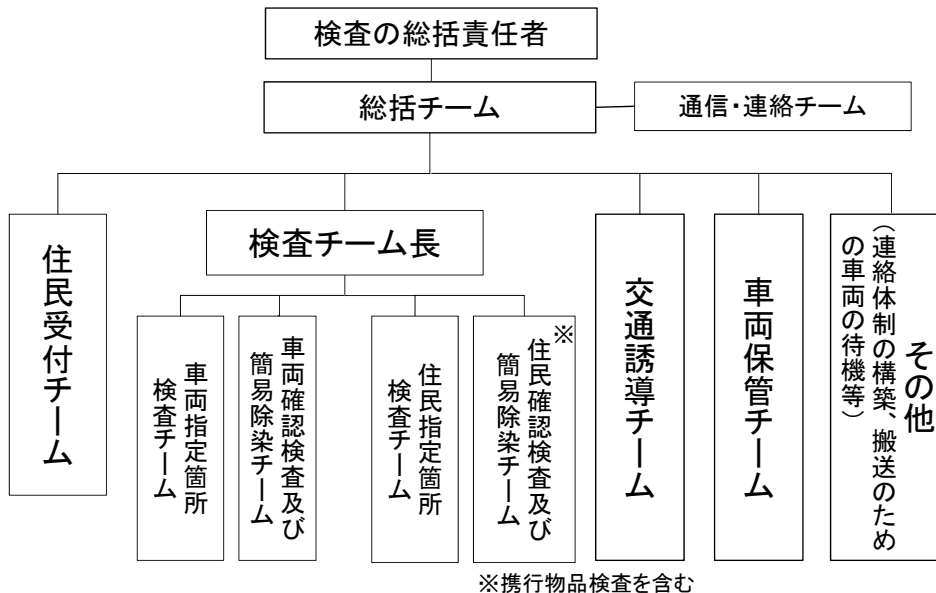 検査の総括責任者
総括チーム
通信・連絡チーム
住民受付チーム
検査チーム長
車両指定箇所
検査チーム
車両確認検査及び
簡易除染チーム
住民指定箇所
検査チーム
住民確認検査及び
簡易除染チーム
※
交通誘導チーム
車両保管チーム
その他
(連絡体制の構築、搬送のため
の車両の待機等)
※携行物品検査を含む